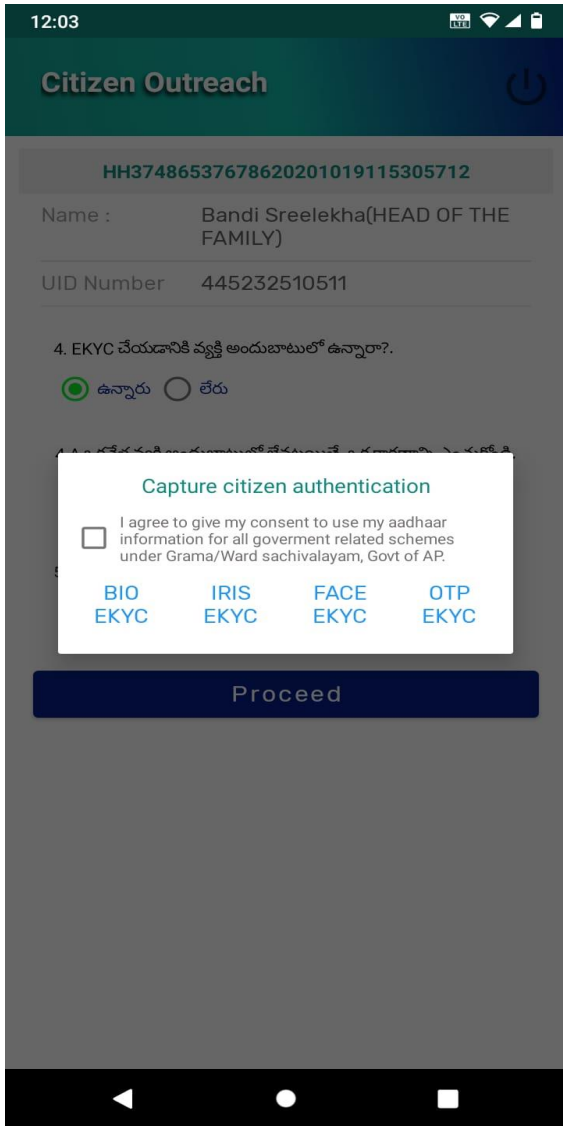 12:03
VO LTE
Citizen Outreach
HH37486537678620201019115305712
Name : Bandi Sreelekha(HEAD OF THE
FAMILY)
UID Number 445232510511
4. EKYC చేయడానికి వ్యక్తి అందుబాటులో ఉన్నారా?.
ఉన్నారు లేరు
Capture citizen authentication
I agree to give my consent to use my aadhaar
information for all goverment related schemes
under Grama/Ward sachivalayam, Govt of AP.
BIO IRIS FACE OTP
EKYC EKYC EKYC EKYC
Proceed